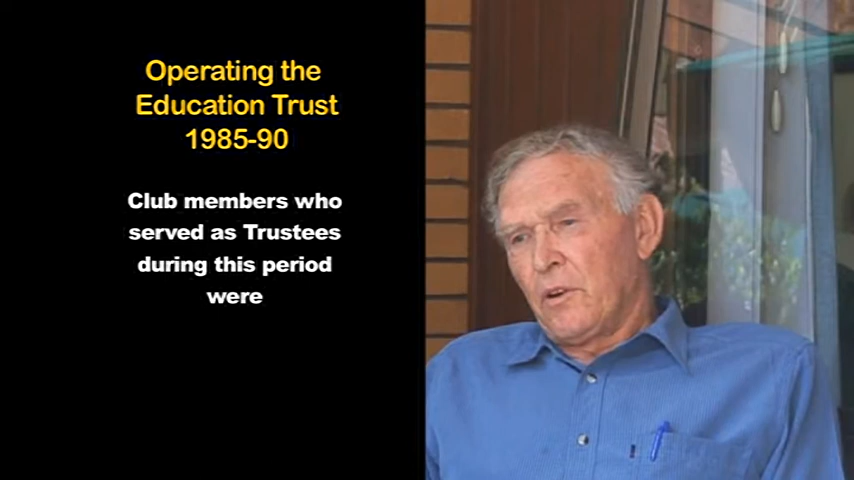 Operating the
Education Trust
1985-90
Club members who
served as Trustees
during this period
were